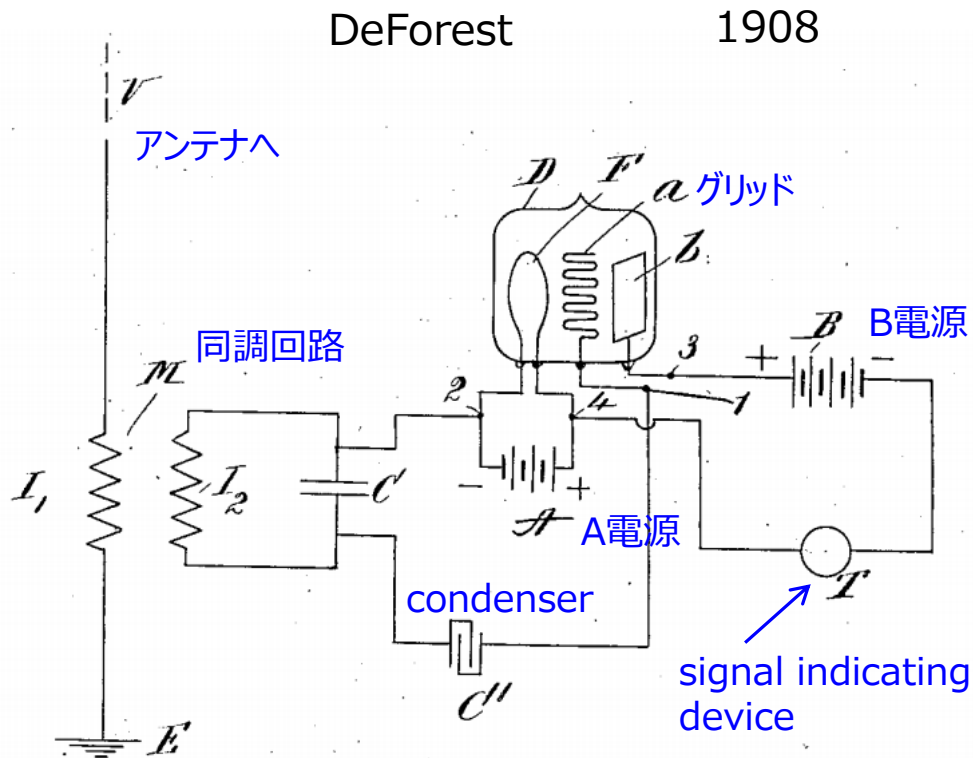 DeForest 1908
V
アンテナへ
D F a グリッド
b
同調回路
M
B B電源
+ -
3
2 4 1
I₁ I₂ C'
- +
A A電源
condenser
C''
T
signal indicating
device
E